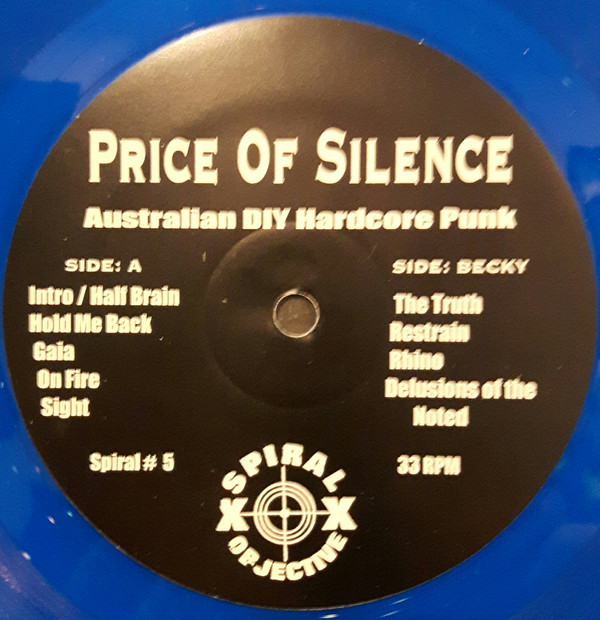 PRICE OF SILENCE
Australian DIY Hardcore Punk
SIDE: A
Intro / Half Brain
Hold Me Back
Gaia
On Fire
Sight
SIDE: BECKY
The Truth
Restrain
Rhino
Delusions of the
Noted
Spiral # 5
33 RPM
SPIRAL
X X
OBJECTIVE